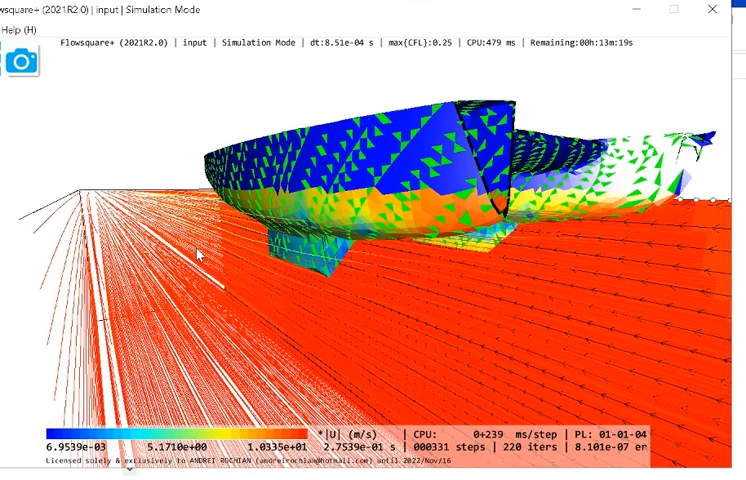 wsquare+ (2021R2.0) | input | Simulation Mode
Help (H)
Flowsquare+ (2021R2.0) | input | Simulation Mode | dt:8.51e-04 s | max{CFL}:0.25 | CPU:479 ms | Remaining:00h:13m:19s
*|U| (m/s) | CPU: 0+239 ms/step | PL: 01-01-04
6.9539e-03 5.1710e+00 1.0335e+01 2.7539e-01 s | 000331 steps | 220 iters | 8.101e-07 er
Licensed solely & exclusively to ANDREI ROCHIAN (andreirochian@hotmail.com) until 2022/Nov/16